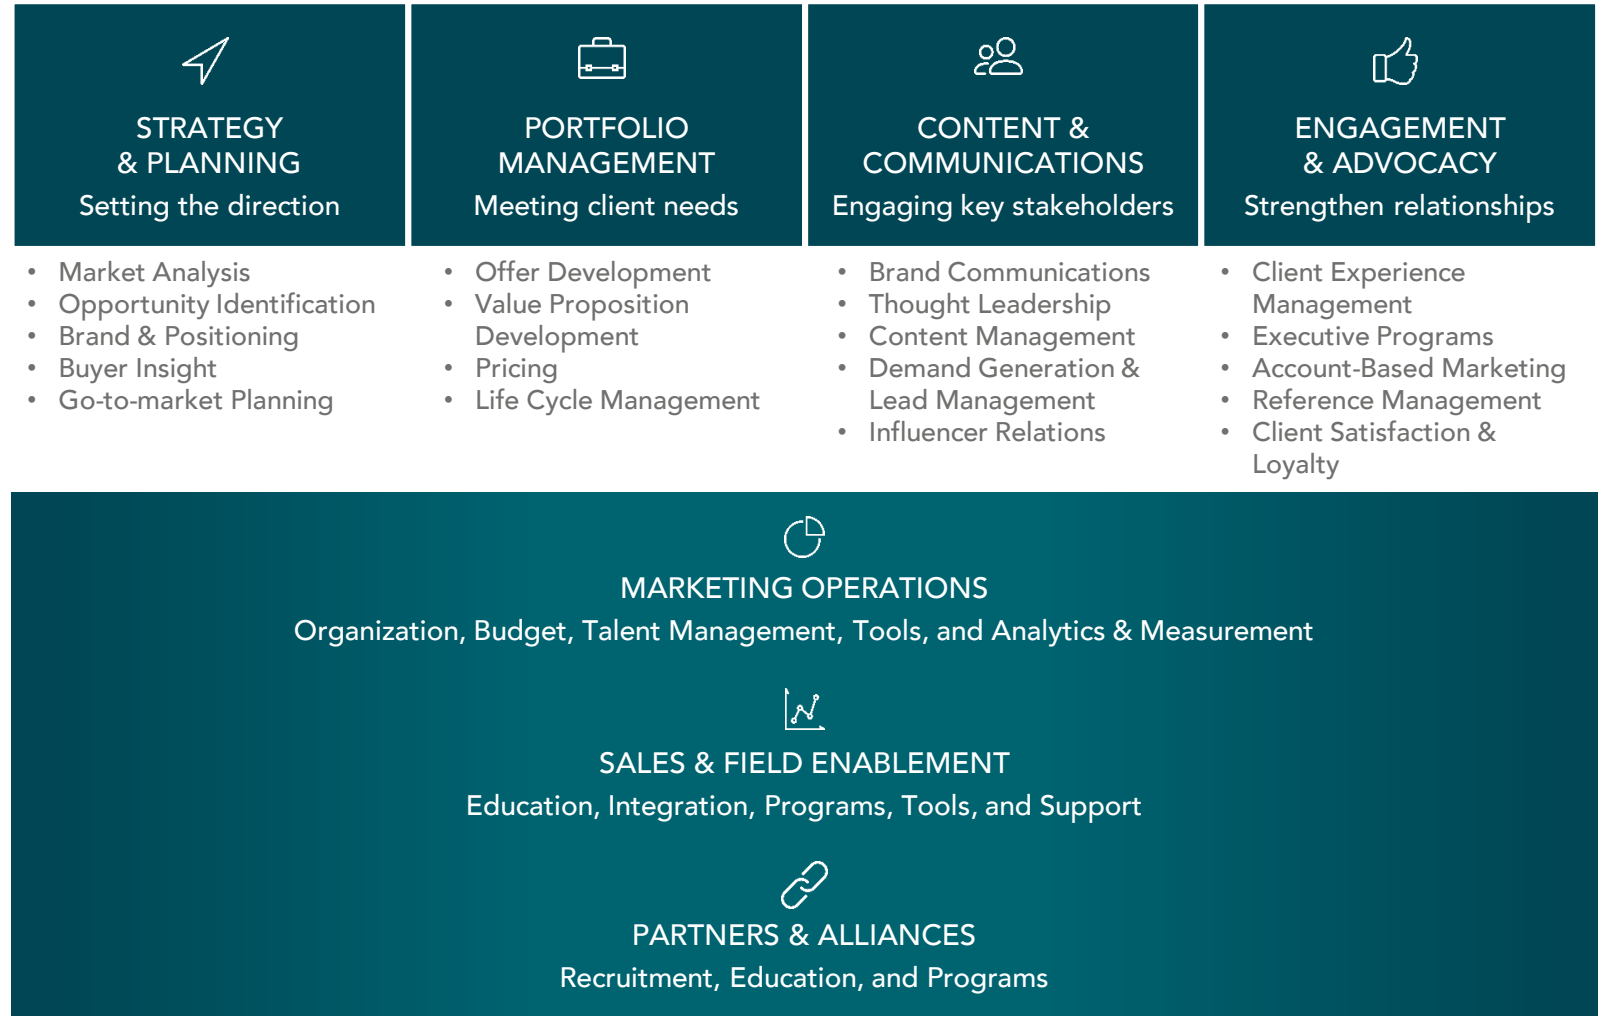 STRATEGY
& PLANNING
Setting the direction
• Market Analysis
• Opportunity Identification
• Brand & Positioning
• Buyer Insight
• Go-to-market Planning
PORTFOLIO
MANAGEMENT
Meeting client needs
• Offer Development
• Value Proposition
Development
• Pricing
• Life Cycle Management
CONTENT &
COMMUNICATIONS
Engaging key stakeholders
• Brand Communications
• Thought Leadership
• Content Management
• Demand Generation &
Lead Management
• Influencer Relations
ENGAGEMENT
& ADVOCACY
Strengthen relationships
• Client Experience
Management
• Executive Programs
• Account-Based Marketing
• Reference Management
• Client Satisfaction &
Loyalty
MARKETING OPERATIONS
Organization, Budget, Talent Management, Tools, and Analytics & Measurement
SALES & FIELD ENABLEMENT
Education, Integration, Programs, Tools, and Support
PARTNERS & ALLIANCES
Recruitment, Education, and Programs